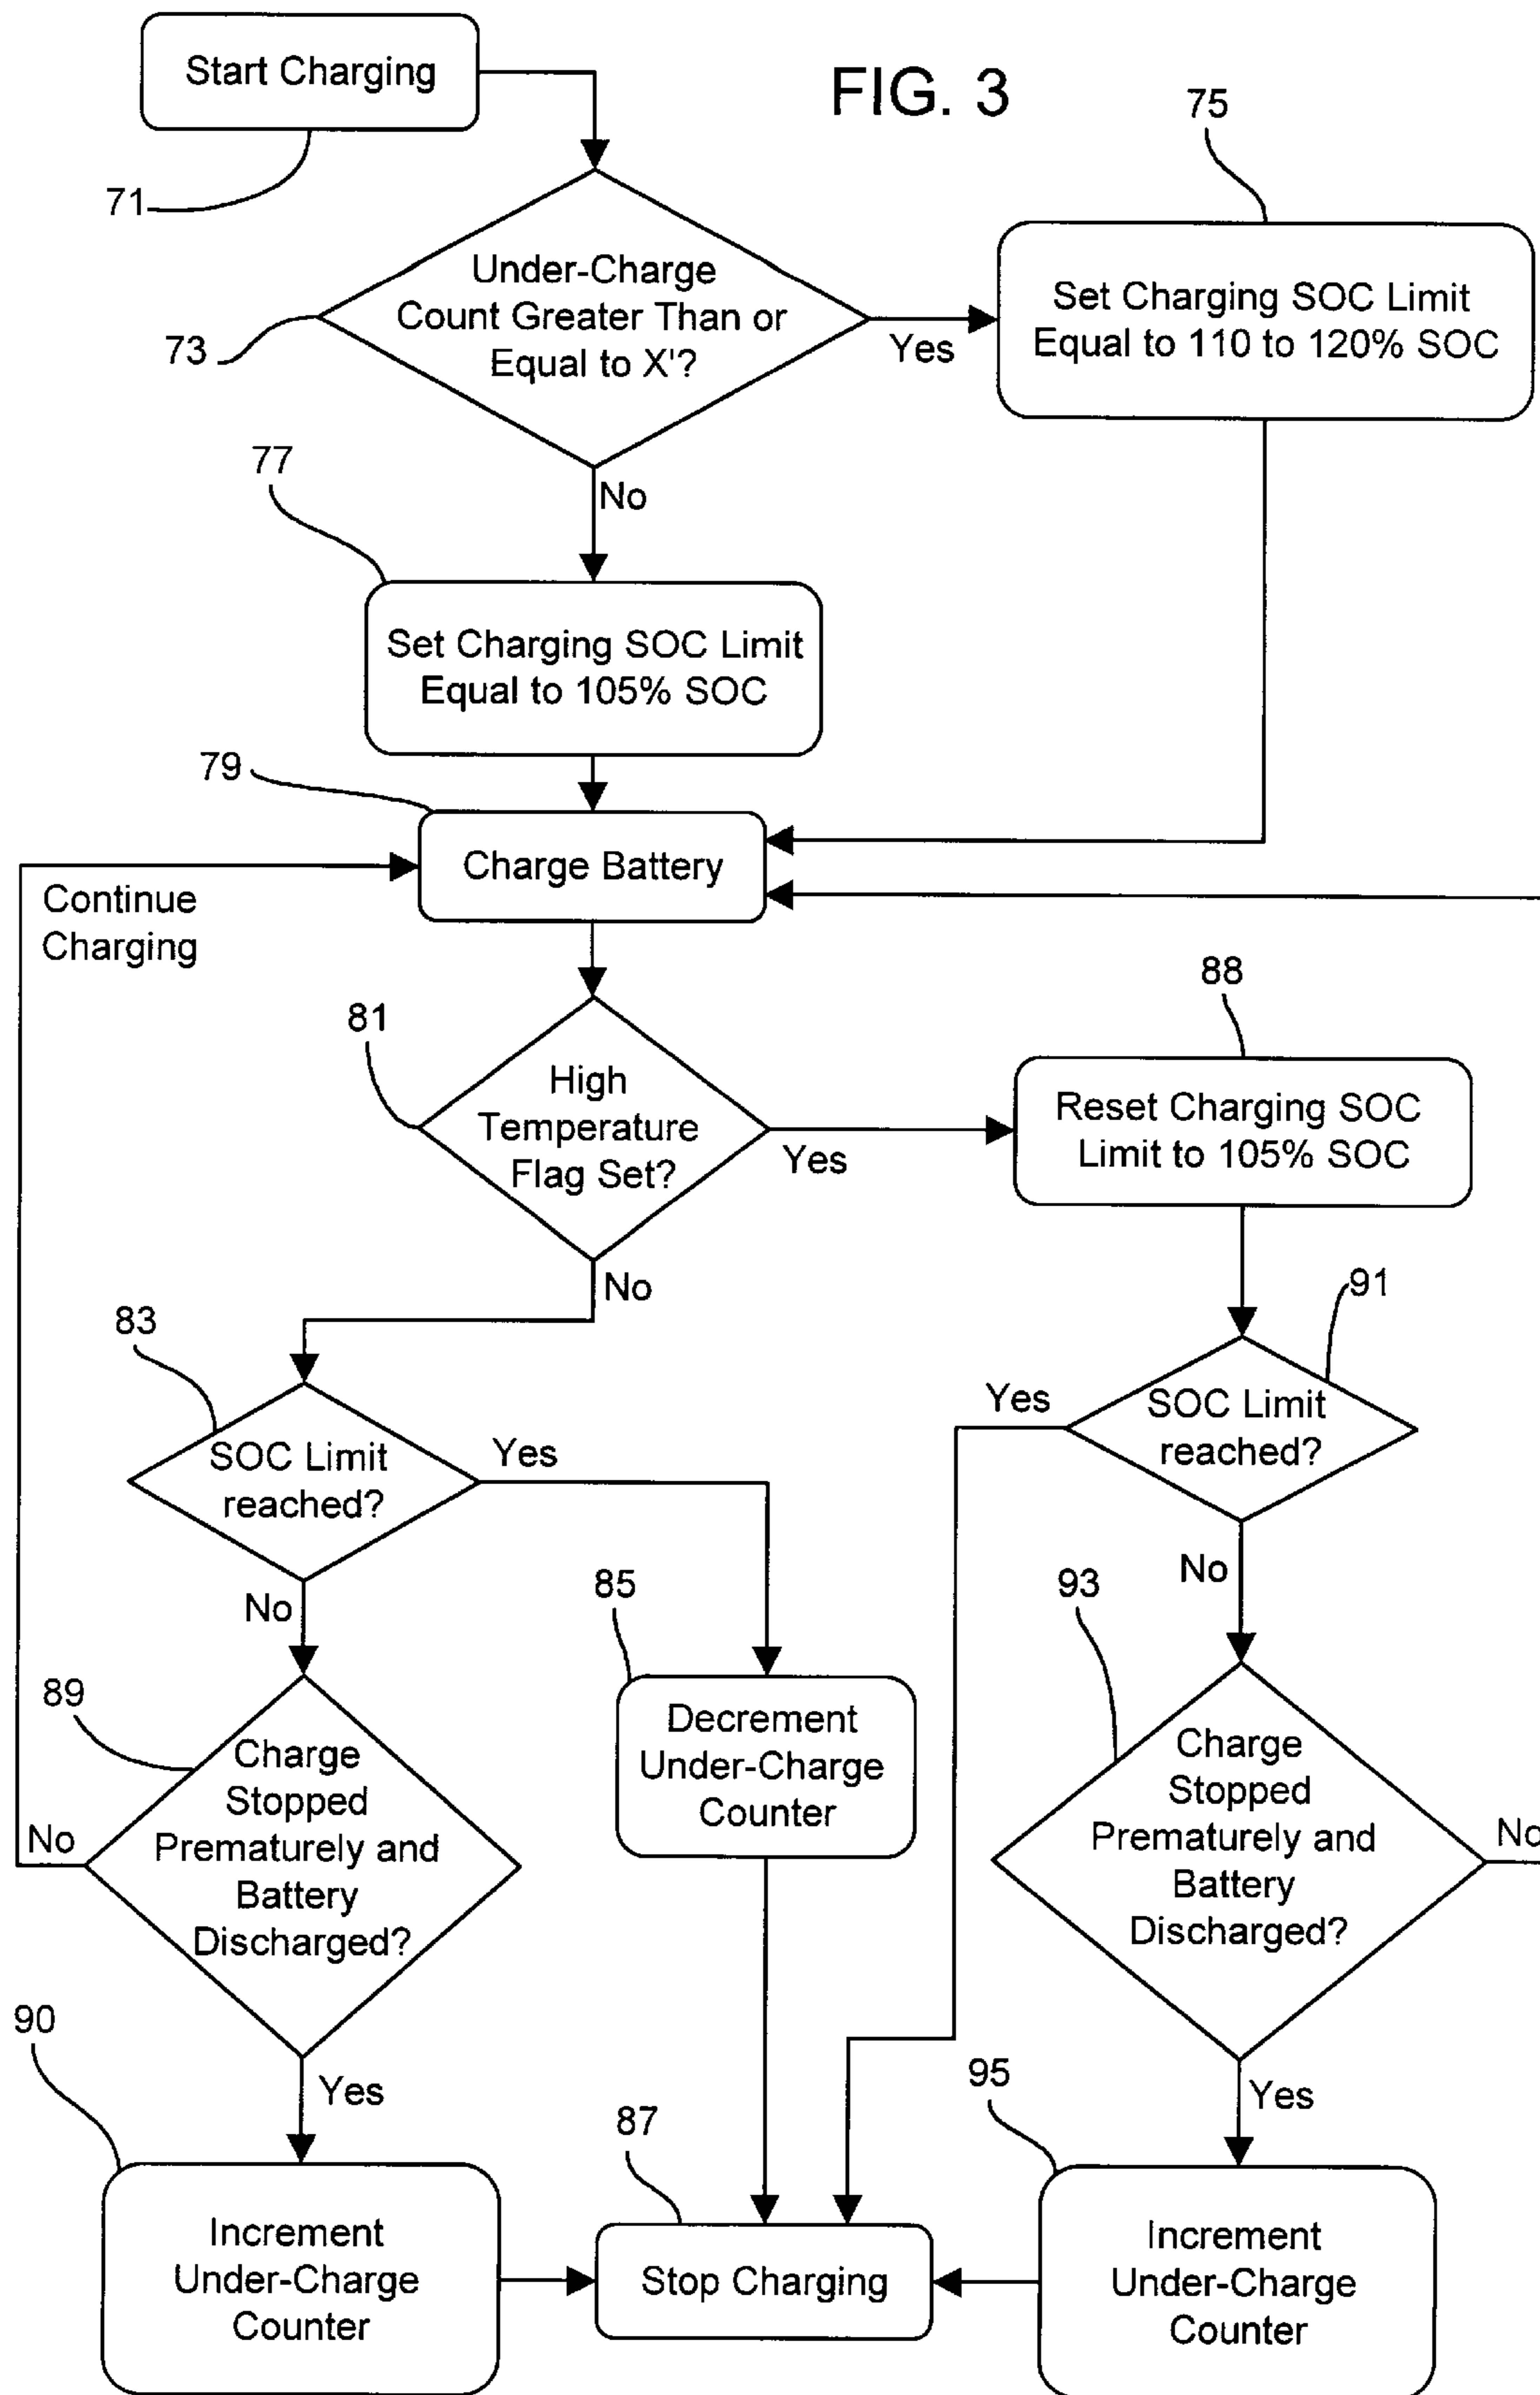 FIG. 3
Start Charging
71
75
Under-Charge
Count Greater Than or
Equal to X'?
73
Yes
Set Charging SOC Limit
Equal to 110 to 120% SOC
77
No
Set Charging SOC Limit
Equal to 105% SOC
79
Charge Battery
Continue
Charging
81
High
Temperature
Flag Set?
Yes
88
Reset Charging SOC
Limit to 105% SOC
No
83
SOC Limit
reached?
Yes
91
SOC Limit
reached?
Yes
No
No
85
Decrement
Under-Charge
Counter
93
Charge
Stopped
Prematurely and
Battery
Discharged?
No
89
Charge
Stopped
Prematurely and
Battery
Discharged?
No
90
Yes
Increment
Under-Charge
Counter
87
Stop Charging
95
Yes
Increment
Under-Charge
Counter